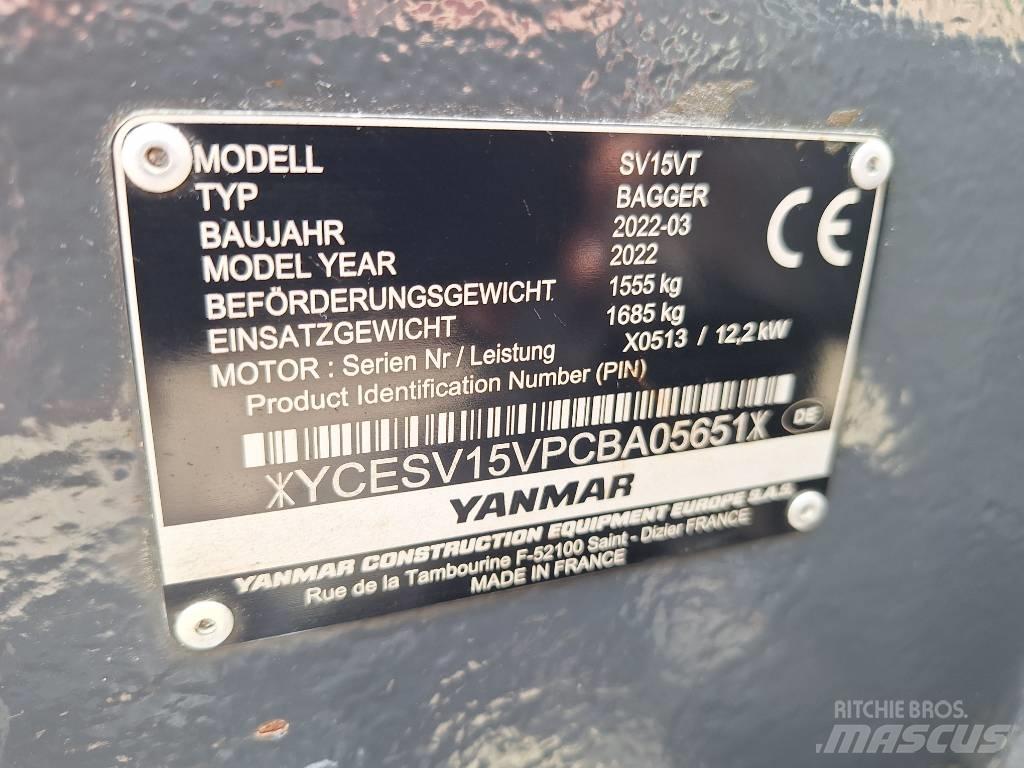 MODELL SV15VT
TYP BAGGER
BAUJAHR 2022-03
MODEL YEAR 2022
BEFÖRDERUNGSGEWICHT 1555 kg
EINSATZGEWICHT 1685 kg
MOTOR : Serien Nr / Leistung X0513 / 12,2 kW
Product Identification Number (PIN)
XYCESV15VPCBA05651X
DE
CE
YANMAR
YANMAR CONSTRUCTION EQUIPMENT EUROPE S.A.S.
Rue de la Tambourine F-52100 Saint - Dizier FRANCE
MADE IN FRANCE
RITCHIE BROS.
MASCUS